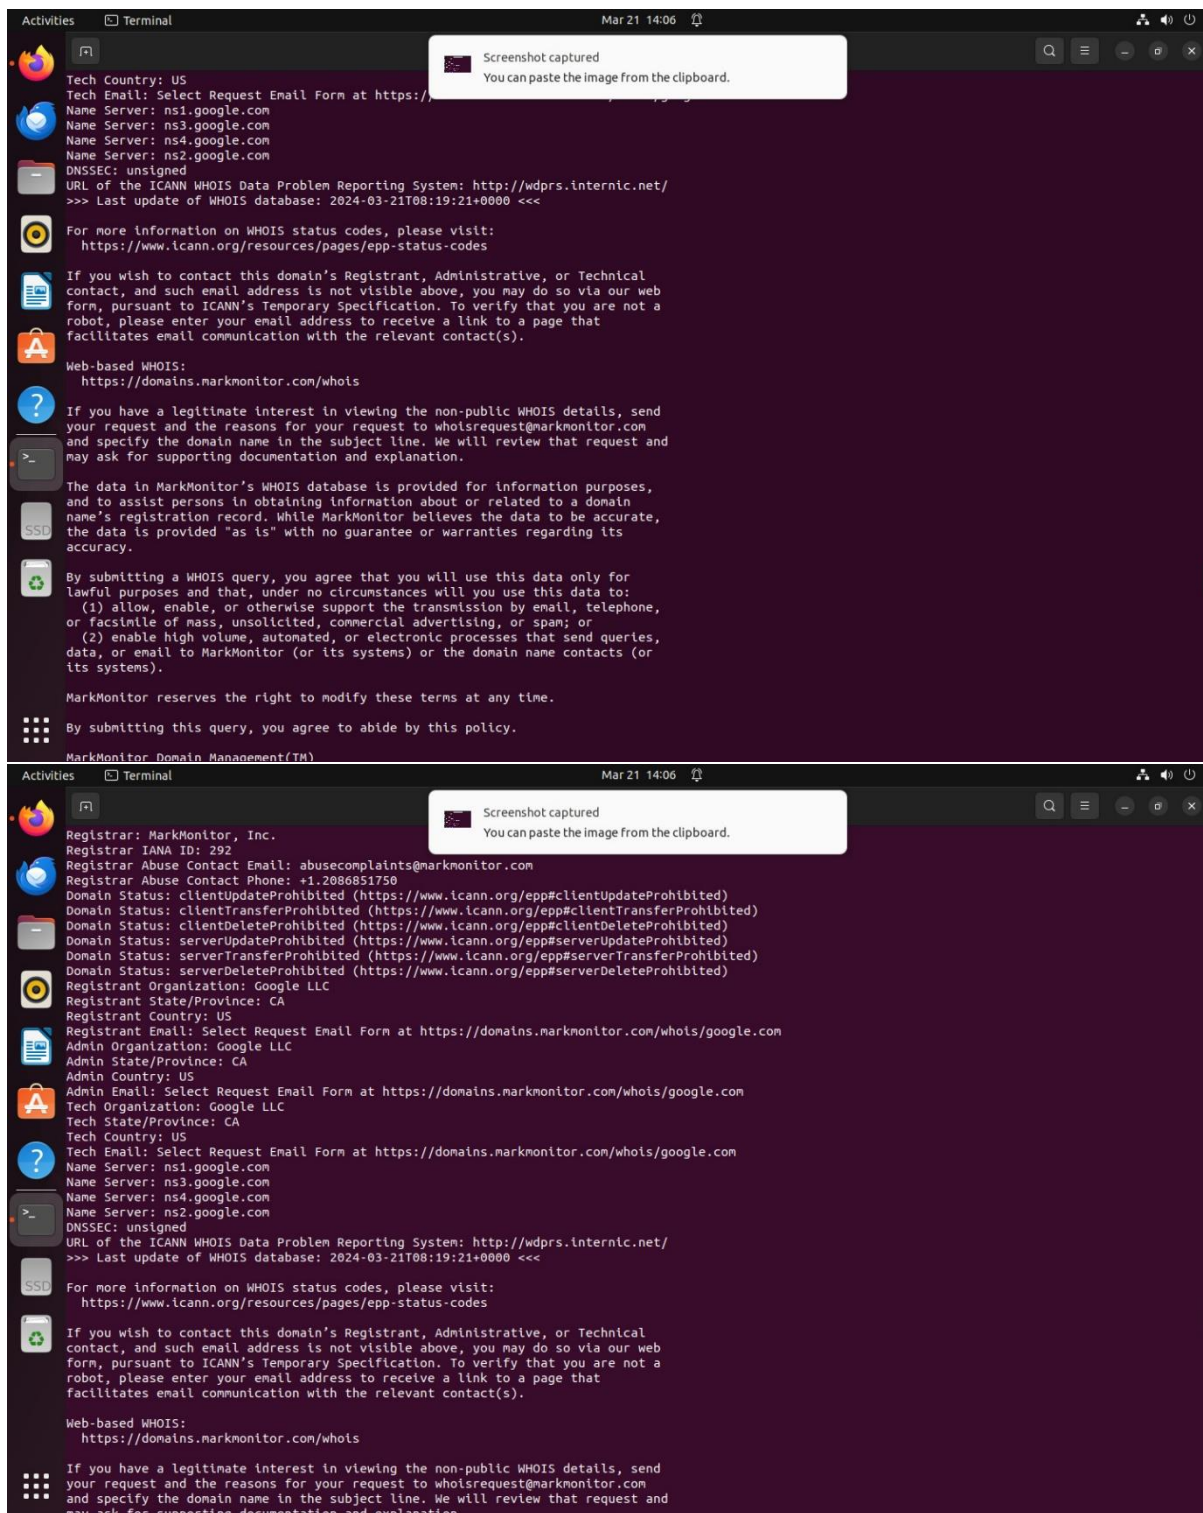 Activities Terminal Mar 21 14:06
Screenshot captured
You can paste the image from the clipboard.
Tech Country: US
Tech Email: Select Request Email Form at https:/
Name Server: ns1.google.com
Name Server: ns3.google.com
Name Server: ns4.google.com
Name Server: ns2.google.com
DNSSEC: unsigned
URL of the ICANN WHOIS Data Problem Reporting System: http://wdprs.internic.net/
>>> Last update of WHOIS database: 2024-03-21T08:19:21+0000 <<<
For more information on WHOIS status codes, please visit:
https://www.icann.org/resources/pages/epp-status-codes
If you wish to contact this domain's Registrant, Administrative, or Technical
contact, and such email address is not visible above, you may do so via our web
form, pursuant to ICANN's Temporary Specification. To verify that you are not a
robot, please enter your email address to receive a link to a page that
facilitates email communication with the relevant contact(s).
Web-based WHOIS:
https://domains.markmonitor.com/whois
If you have a legitimate interest in viewing the non-public WHOIS details, send
your request and the reasons for your request to whoisrequest@markmonitor.com
and specify the domain name in the subject line. We will review that request and
may ask for supporting documentation and explanation.
The data in MarkMonitor's WHOIS database is provided for information purposes,
and to assist persons in obtaining information about or related to a domain
name's registration record. While MarkMonitor believes the data to be accurate,
the data is provided "as is" with no guarantee or warranties regarding its
accuracy.
By submitting a WHOIS query, you agree that you will use this data only for
lawful purposes and that, under no circumstances will you use this data to:
(1) allow, enable, or otherwise support the transmission by email, telephone,
or facsimile of mass, unsolicited, commercial advertising, or spam; or
(2) enable high volume, automated, or electronic processes that send queries,
data, or email to MarkMonitor (or its systems) or the domain name contacts (or
its systems).
MarkMonitor reserves the right to modify these terms at any time.
By submitting this query, you agree to abide by this policy.
MarkMonitor Domain Management(TM)
SSD
Activities Terminal Mar 21 14:06
Screenshot captured
You can paste the image from the clipboard.
Registrar: MarkMonitor, Inc.
Registrar IANA ID: 292
Registrar Abuse Contact Email: abusecomplaints@markmonitor.com
Registrar Abuse Contact Phone: +1.2086851750
Domain Status: clientUpdateProhibited (https://www.icann.org/epp#clientUpdateProhibited)
Domain Status: clientTransferProhibited (https://www.icann.org/epp#clientTransferProhibited)
Domain Status: clientDeleteProhibited (https://www.icann.org/epp#clientDeleteProhibited)
Domain Status: serverUpdateProhibited (https://www.icann.org/epp#serverUpdateProhibited)
Domain Status: serverTransferProhibited (https://www.icann.org/epp#serverTransferProhibited)
Domain Status: serverDeleteProhibited (https://www.icann.org/epp#serverDeleteProhibited)
Registrant Organization: Google LLC
Registrant State/Province: CA
Registrant Country: US
Registrant Email: Select Request Email Form at https://domains.markmonitor.com/whois/google.com
Admin Organization: Google LLC
Admin State/Province: CA
Admin Country: US
Admin Email: Select Request Email Form at https://domains.markmonitor.com/whois/google.com
Tech Organization: Google LLC
Tech State/Province: CA
Tech Country: US
Tech Email: Select Request Email Form at https://domains.markmonitor.com/whois/google.com
Name Server: ns1.google.com
Name Server: ns3.google.com
Name Server: ns4.google.com
Name Server: ns2.google.com
DNSSEC: unsigned
URL of the ICANN WHOIS Data Problem Reporting System: http://wdprs.internic.net/
>>> Last update of WHOIS database: 2024-03-21T08:19:21+0000 <<<
For more information on WHOIS status codes, please visit:
https://www.icann.org/resources/pages/epp-status-codes
If you wish to contact this domain's Registrant, Administrative, or Technical
contact, and such email address is not visible above, you may do so via our web
form, pursuant to ICANN's Temporary Specification. To verify that you are not a
robot, please enter your email address to receive a link to a page that
facilitates email communication with the relevant contact(s).
Web-based WHOIS:
https://domains.markmonitor.com/whois
If you have a legitimate interest in viewing the non-public WHOIS details, send
your request and the reasons for your request to whoisrequest@markmonitor.com
and specify the domain name in the subject line. We will review that request and
may ask for supporting documentation and explanation.
SSD